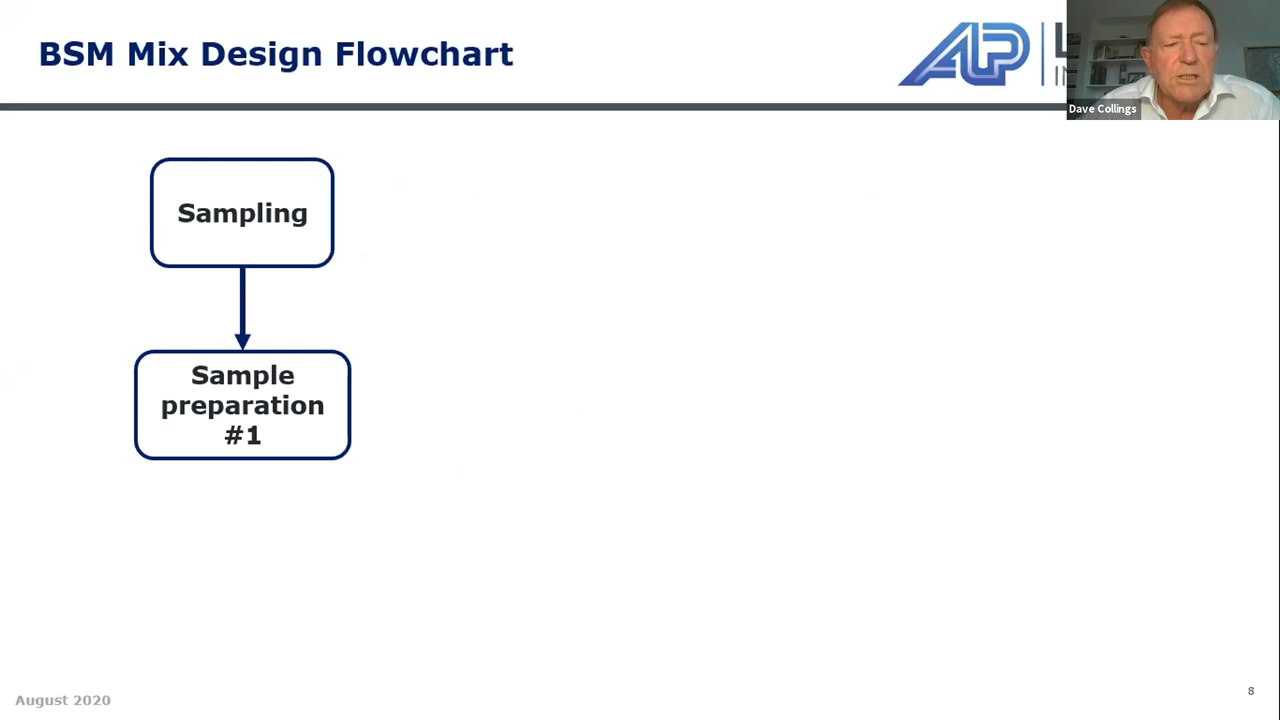 BSM Mix Design Flowchart
Dave Collings
Sampling
Sample
preparation
#1
August 2020
8